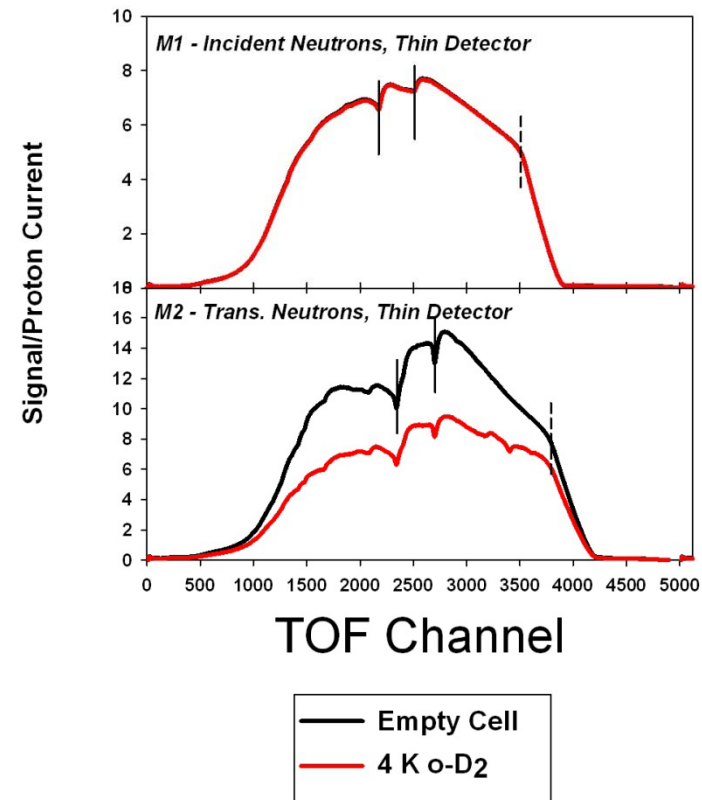 Signal/Proton Current
10
M1 - Incident Neutrons, Thin Detector
8
6
4
2
M2 - Trans. Neutrons, Thin Detector
16
14
12
10
8
6
4
2
0
0 500 1000 1500 2000 2500 3000 3500 4000 4500 5000
TOF Channel
Empty Cell
4 K o-D2